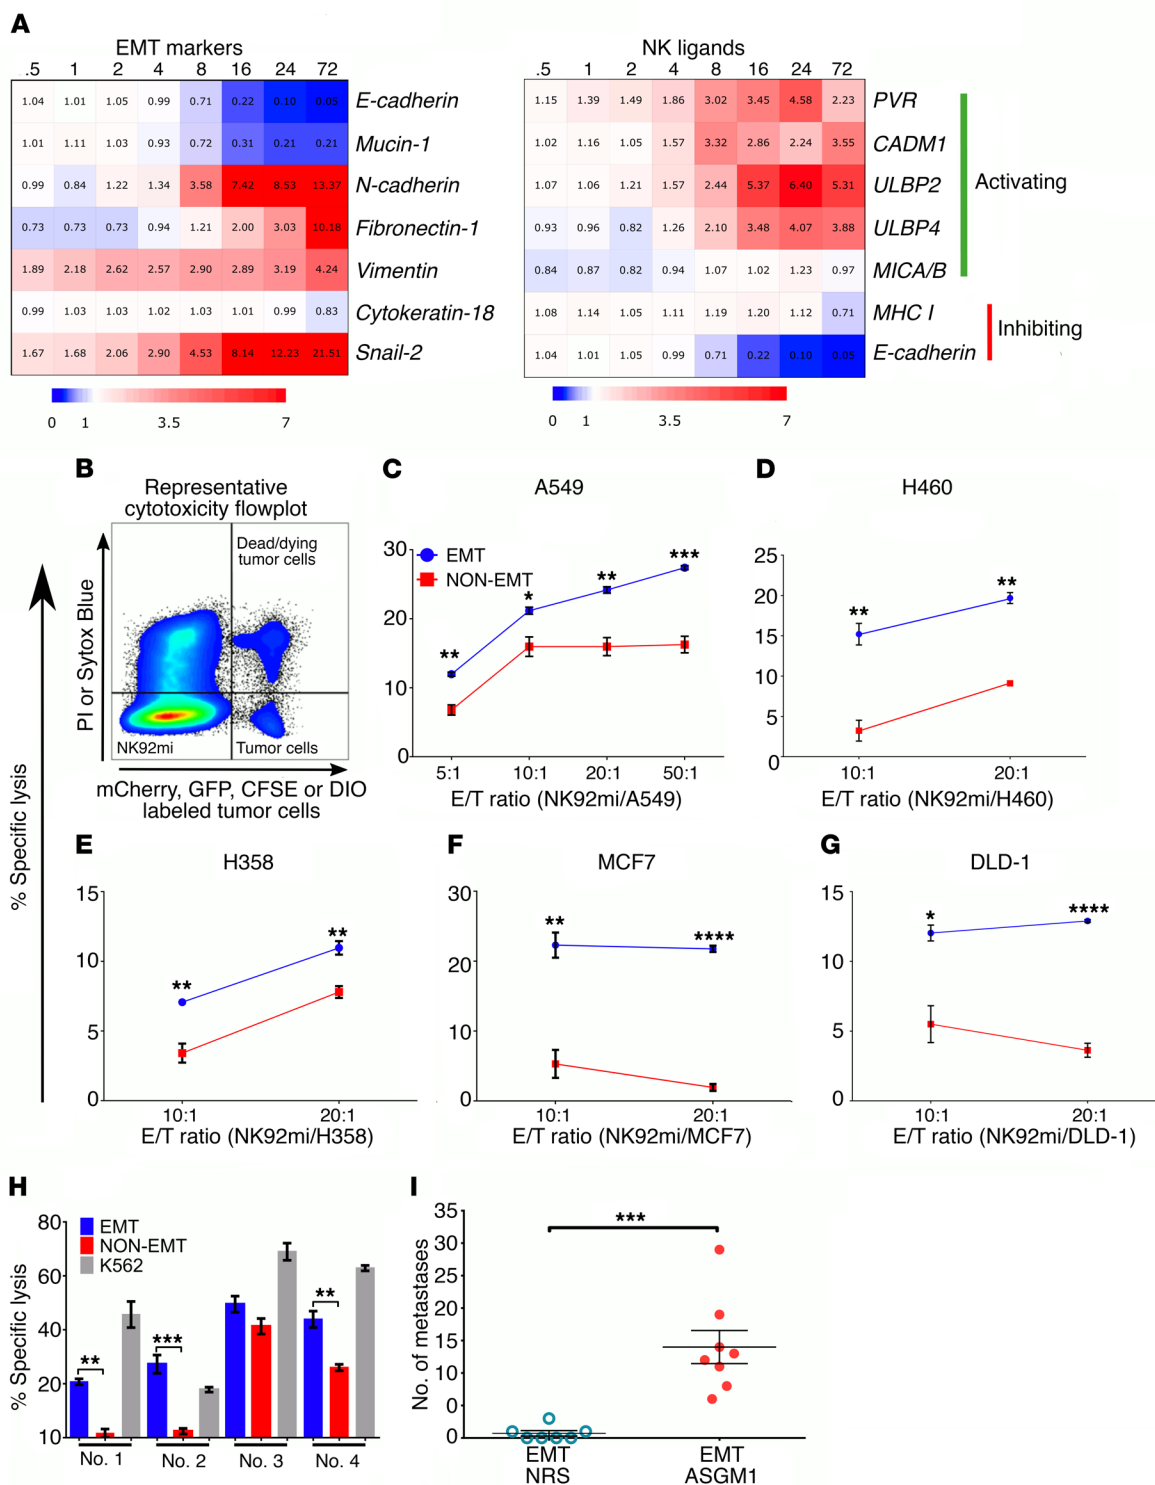 A
EMT markers
.5 1 2 4 8 16 24 72
1.04 1.01 1.05 0.99 0.71 0.22 0.10 0.05 E-cadherin
1.01 1.11 1.03 0.93 0.72 0.31 0.21 0.21 Mucin-1
0.99 0.84 1.22 1.34 3.58 7.42 8.53 13.37 N-cadherin
0.73 0.73 0.73 0.94 1.21 2.00 3.03 10.18 Fibronectin-1
1.89 2.18 2.62 2.57 2.90 2.89 3.19 4.24 Vimentin
0.99 1.03 1.03 1.02 1.04 1.01 0.99 0.83 Cytokeratin-18
1.67 1.68 2.06 2.90 4.53 8.14 12.23 21.51 Snail-2
0 1 3.5 7
NK ligands
.5 1 2 4 8 16 24 72
1.15 1.39 1.49 1.86 3.02 3.45 4.58 2.23 PVR
1.02 1.16 1.05 1.57 3.32 2.86 2.24 3.55 CADM1
1.07 1.06 1.21 1.57 2.44 5.37 6.40 5.31 ULBP2
0.93 0.96 0.82 1.26 2.10 3.48 4.07 3.88 ULBP4
0.84 0.87 0.82 0.94 1.07 1.02 1.23 0.97 MICA/B
1.08 1.14 1.05 1.11 1.19 1.20 1.12 0.71 MHC I
1.04 1.01 1.05 0.99 0.71 0.22 0.10 0.05 E-cadherin
Activating
Inhibiting
0 1 3.5 7
% Specific lysis
B
Representative
cytotoxicity flowplot
PI or Sytox Blue
Dead/dying
tumor cells
NK92mi
Tumor cells
mCherry, GFP, CFSE or DIO
labeled tumor cells
C
A549
EMT
NON-EMT
30
20
10
0
** * ** ***
5:1 10:1 20:1 50:1
E/T ratio (NK92mi/A549)
D
H460
25
20
15
10
5
0
** **
10:1 20:1
E/T ratio (NK92mi/H460)
E
H358
15
10
5
0
** **
10:1 20:1
E/T ratio (NK92mi/H358)
F
MCF7
30
20
10
0
** ****
10:1 20:1
E/T ratio (NK92mi/MCF7)
G
DLD-1
15
10
5
0
* ****
10:1 20:1
E/T ratio (NK92mi/DLD-1)
H
% Specific lysis
80
60
40
20
10
EMT
NON-EMT
K562
** *** **
No. 1 No. 2 No. 3 No. 4
I
No. of metastases
35
30
25
20
15
10
0
0
***
EMT
NRS
EMT
ASGM1